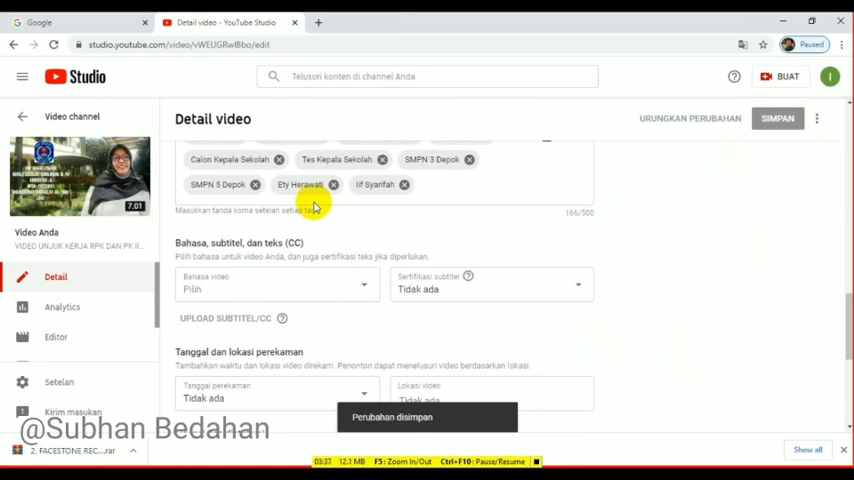 Google
Detail video - YouTube Studio
studio.youtube.com/video/vWEUGRwIBbo/edit
Paused
Studio
Telusuri konten di channel Anda
BUAT
I
Video channel
Detail video
URUNGKAN PERUBAHAN
SIMPAN
Calon Kepala Sekolah
Tes Kepala Sekolah
SMPN 3 Depok
SMPN 5 Depok
Ety Herawati
Iif Syarifah
Masukkan tanda koma setelah setiap
166/500
7.01
Video Anda
VIDEO UNJUK KERJA RPK DAN PK II...
Detail
Analytics
Editor
Setelan
Kirim masukan
Bahasa, subtitel, dan teks (CC)
Pilih bahasa untuk video Anda, dan juga sertifikasi teks jika diperlukan.
Bahasa video
Pilih
Sertifikasi subtitel
Tidak ada
UPLOAD SUBTITLE/CC
Tanggal dan lokasi perekaman
Tambahkan waktu dan lokasi video direkam. Penonton dapat menelusuri video berdasarkan lokasi.
Tanggal perekaman
Tidak ada
Lokasi video
Tidak ada
Perubahan disimpan
@Subhan Bedahan
2. FACESTONE REC....rar
Show all
03:37 12.1 MB F5: Zoom In/Out Ctrl+F10: Pause/Resume